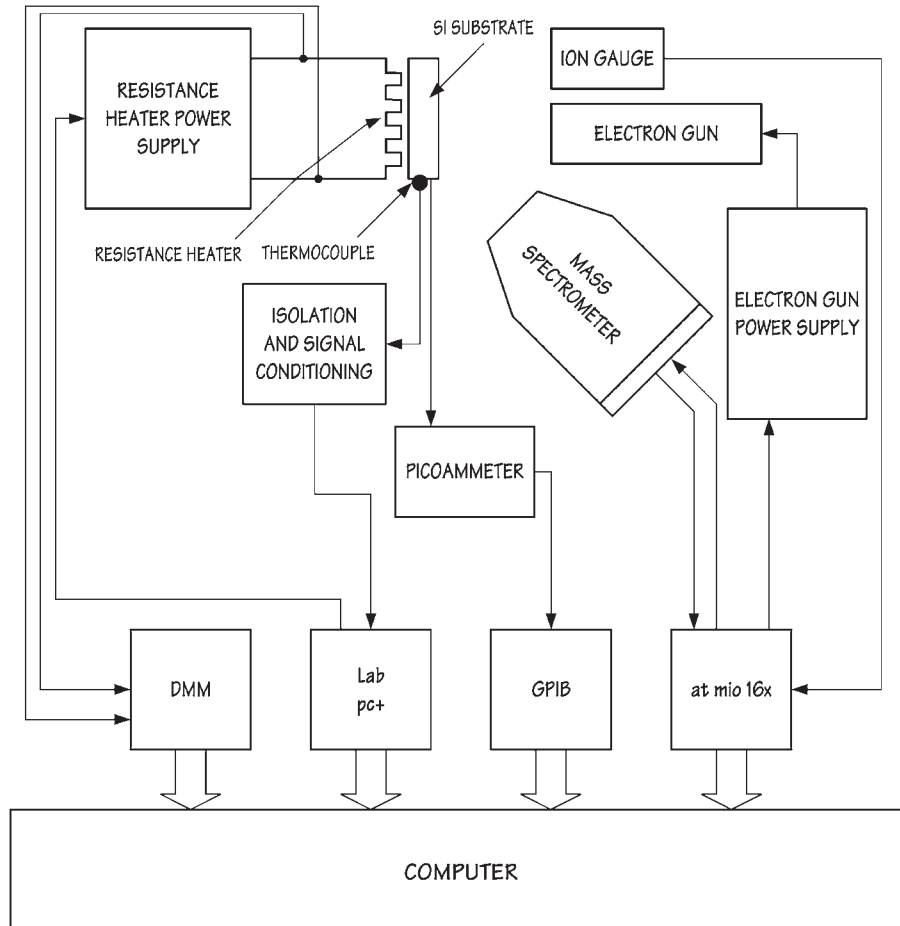 SI SUBSTRATE
ION GAUGE
RESISTANCE
HEATER POWER
SUPPLY
ELECTRON GUN
RESISTANCE HEATER
THERMOCOUPLE
MASS
SPECTROMETER
ELECTRON GUN
POWER SUPPLY
ISOLATION
AND SIGNAL
CONDITIONING
PICOAMMETER
DMM
Lab
pc+
GPIB
at mio 16x
COMPUTER